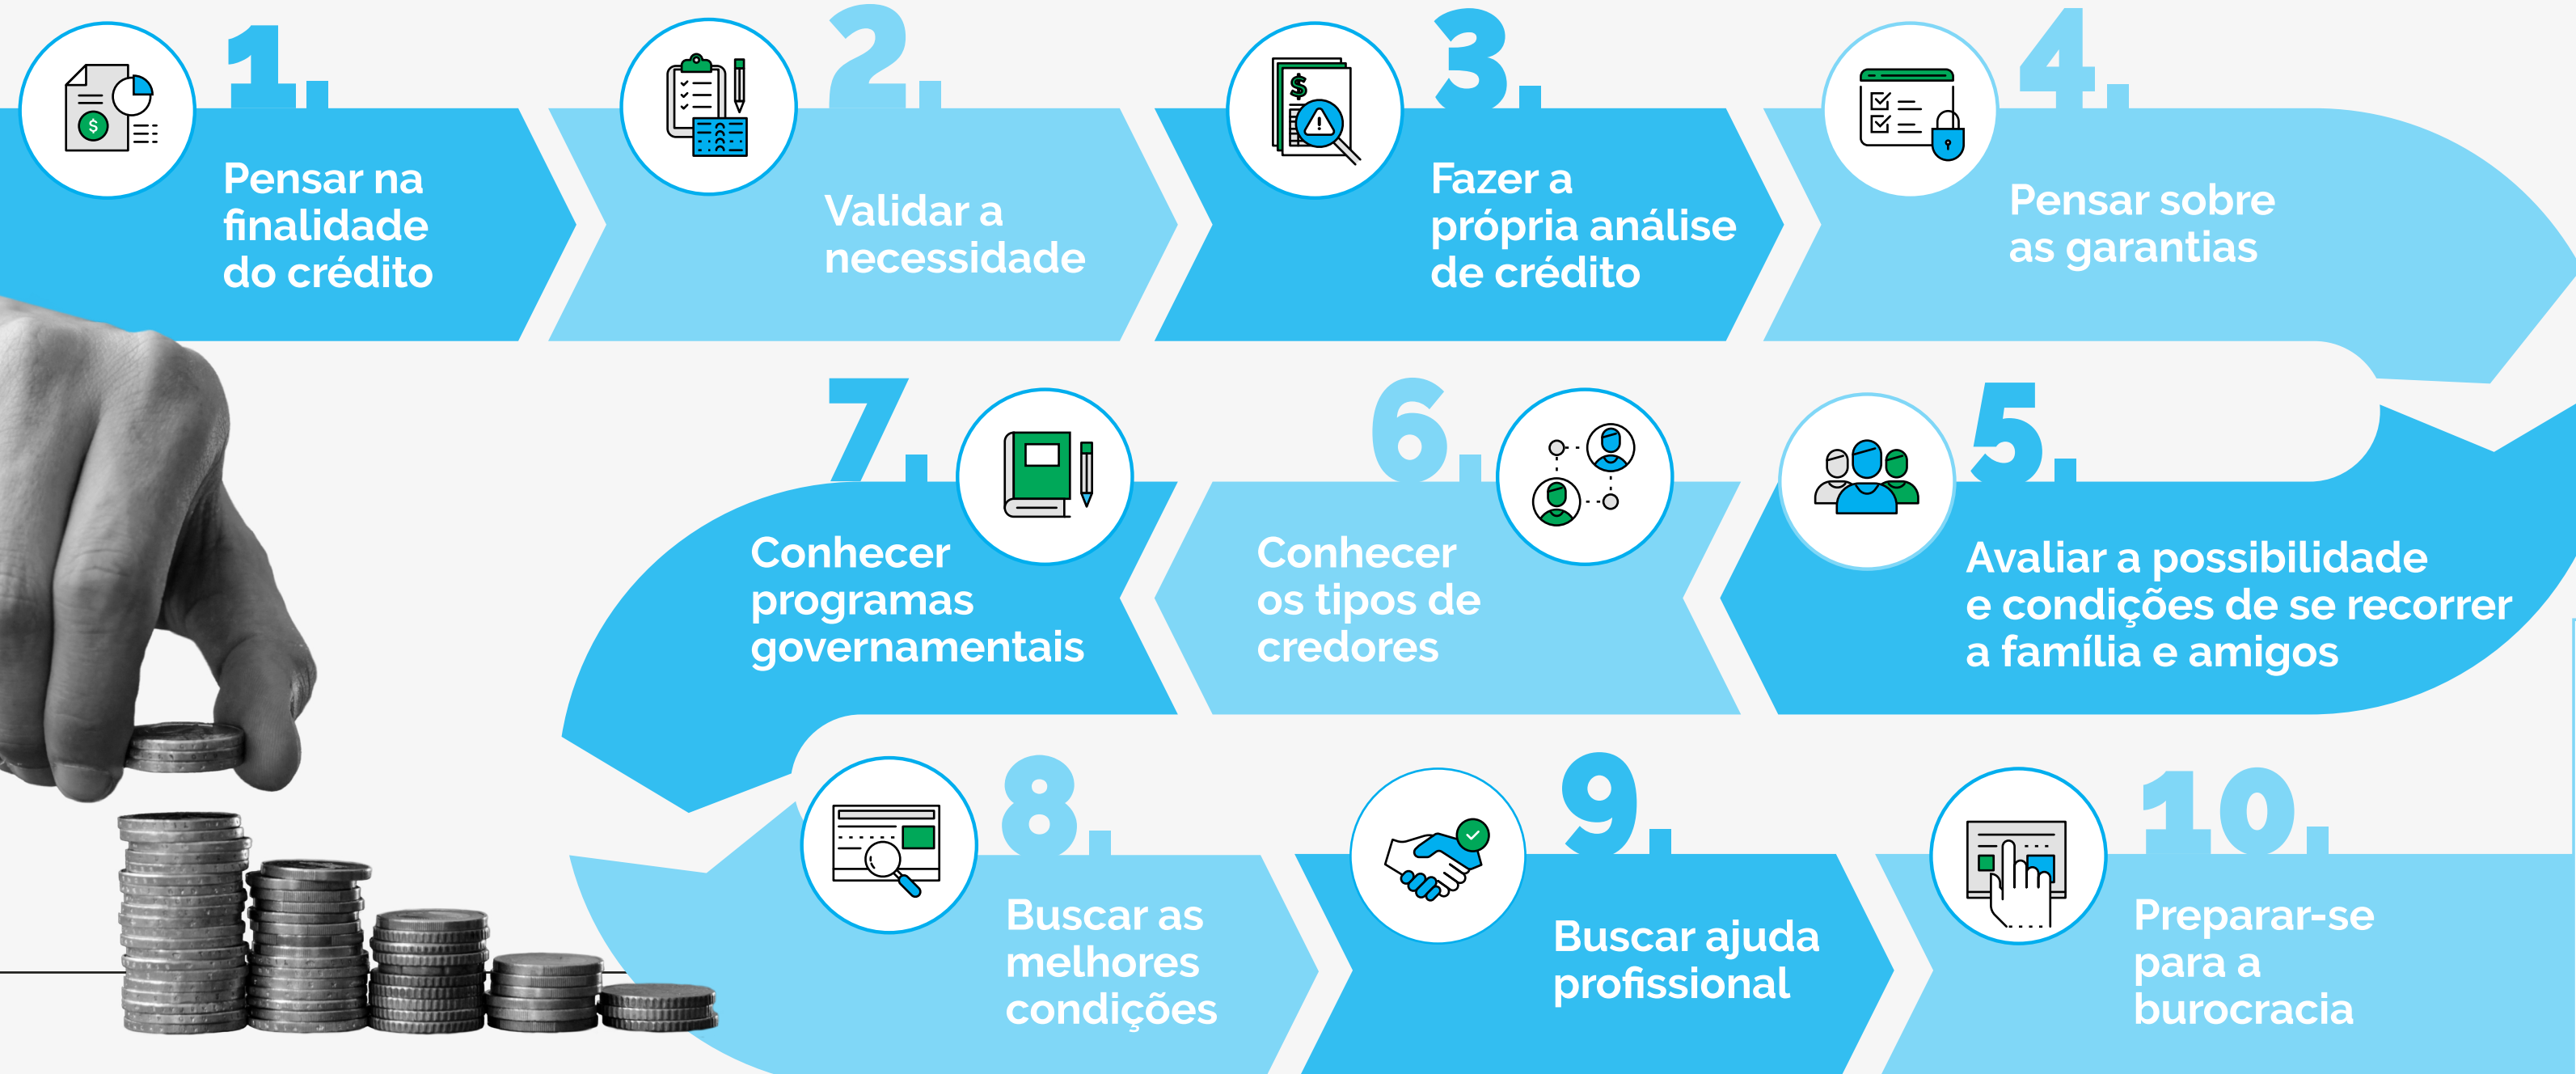 1.
Pensar na
finalidade
do crédito
2.
Validar a
necessidade
3.
Fazer a
própria análise
de crédito
4.
Pensar sobre
as garantias
5.
Avaliar a possibilidade
e condições de se recorrer
a família e amigos
6.
Conhecer
os tipos de
credores
7.
Conhecer
programas
governamentais
8.
Buscar as
melhores
condições
9.
Buscar ajuda
profissional
10.
Preparar-se
para a
burocracia